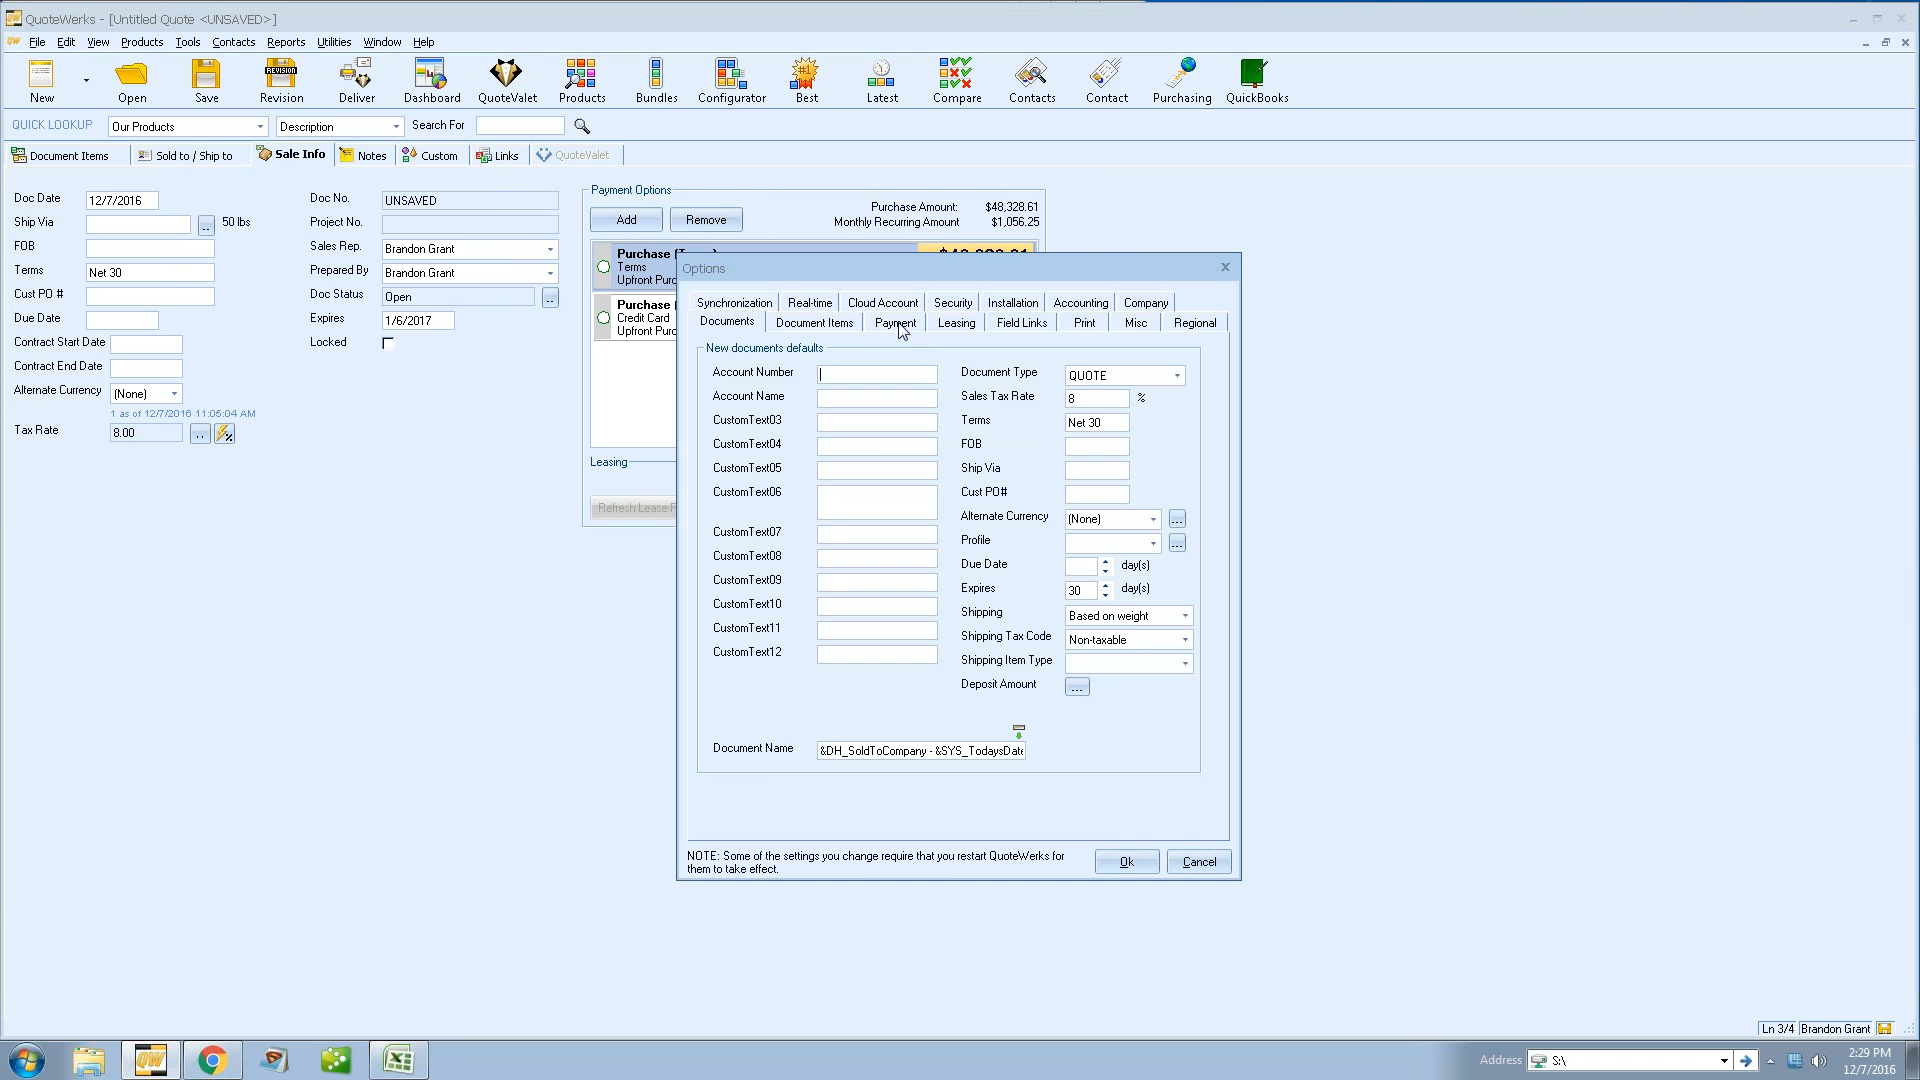 QuoteWerks - [Untitled Quote <UNSAVED>]
File Edit View Products Tools Contacts Reports Utilities Window Help
New Open Save Revision Deliver Dashboard QuoteValet Products Bundles Configurator Best Latest Compare Contacts Contact Purchasing QuickBooks
QUICK LOOKUP Our Products Description Search For
Document Items Sold to / Ship to Sale Info Notes Custom Links QuoteValet
Doc Date 12/7/2016
Ship Via .. 50 lbs
FOB
Terms Net 30
Cust PO #
Due Date
Contract Start Date
Contract End Date
Alternate Currency (None)
1 as of 12/7/2016 11:05:04 AM
Tax Rate 8.00 ..
Doc No. UNSAVED
Project No.
Sales Rep. Brandon Grant
Prepared By Brandon Grant
Doc Status Open ..
Expires 1/6/2017
Locked
Payment Options
Add Remove
Purchase Amount: $48,328.61
Monthly Recurring Amount $1,056.25
Purchase
Terms
Upfront Purc
Purchase
Credit Card
Upfront Purc
Leasing
Refresh Lease
Options
Synchronization Real-time Cloud Account Security Installation Accounting Company
Documents Document Items Payment Leasing Field Links Print Misc Regional
New documents defaults
Account Number
Account Name
CustomText03
CustomText04
CustomText05
CustomText06
CustomText07
CustomText08
CustomText09
CustomText10
CustomText11
CustomText12
Document Type QUOTE
Sales Tax Rate 8 %
Terms Net 30
FOB
Ship Via
Cust PO#
Alternate Currency (None) ...
Profile ...
Due Date day(s)
Expires 30 day(s)
Shipping Based on weight
Shipping Tax Code Non-taxable
Shipping Item Type
Deposit Amount ...
Document Name &DH_SoldToCompany - &SYS_TodaysDate
NOTE: Some of the settings you change require that you restart QuoteWerks for
them to take effect.
Ok Cancel
Ln 3/4 Brandon Grant
QW
Address S:\
2:29 PM
12/7/2016